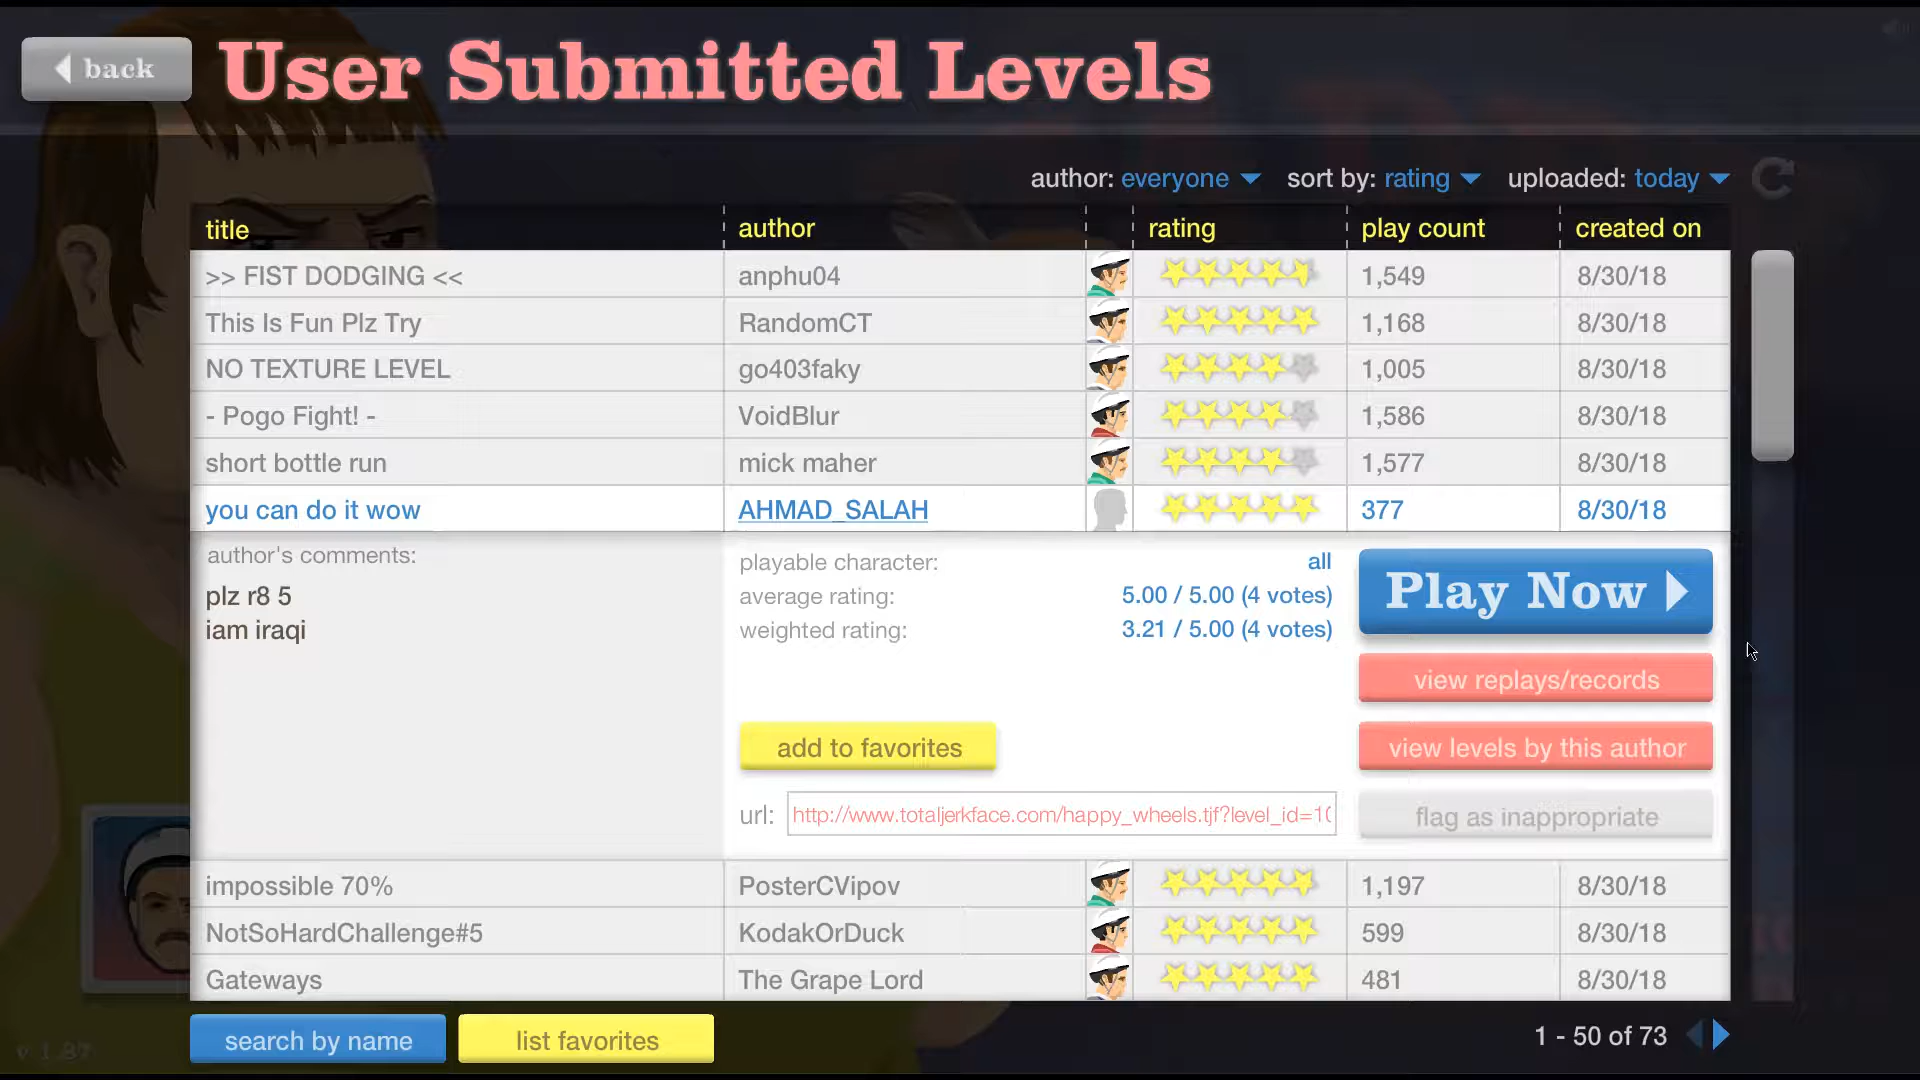 back
User Submitted Levels
author: everyone sort by: rating uploaded: today
title author rating play count created on
>> FIST DODGING << anphu04 1,549 8/30/18
This Is Fun Plz Try RandomCT 1,168 8/30/18
NO TEXTURE LEVEL go403faky 1,005 8/30/18
- Pogo Fight! - VoidBlur 1,586 8/30/18
short bottle run mick maher 1,577 8/30/18
you can do it wow AHMAD_SALAH 377 8/30/18
author's comments:
plz r8 5
iam iraqi
playable character: all
average rating: 5.00 / 5.00 (4 votes)
weighted rating: 3.21 / 5.00 (4 votes)
add to favorites
url: http://www.totaljerkface.com/happy_wheels.tjf?level_id=10
Play Now
view replays/records
view levels by this author
flag as inappropriate
impossible 70% PosterCVipov 1,197 8/30/18
NotSoHardChallenge#5 KodakOrDuck 599 8/30/18
Gateways The Grape Lord 481 8/30/18
search by name list favorites 1 - 50 of 73
v 1.87